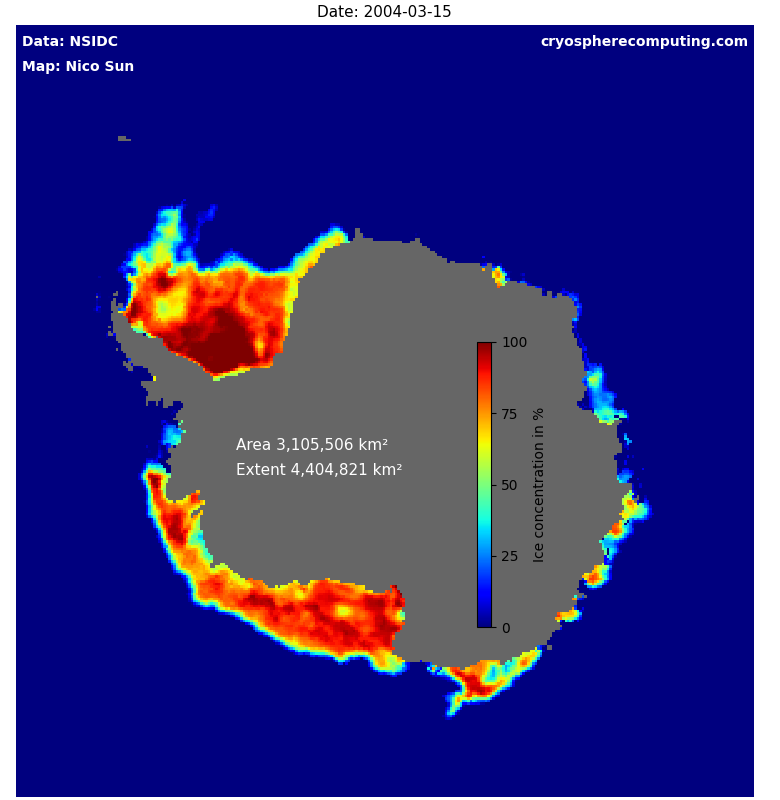 Date: 2004-03-15
Data: NSIDC
cryospherecomputing.com
Map: Nico Sun
100
75
50
25
0
Ice concentration in %
Area 3,105,506 km²
Extent 4,404,821 km²